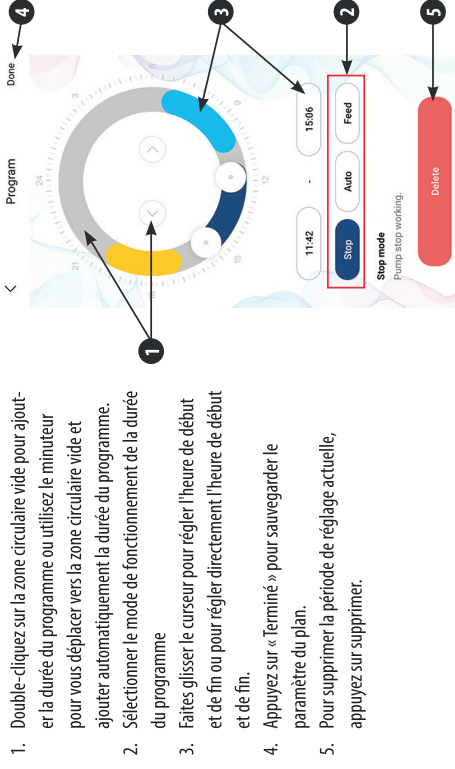 1. Double-cliquez sur la zone circulaire vide pour ajout-
er la durée du programme ou utilisez le minuteur
pour vous déplacer vers la zone circulaire vide et
ajouter automatiquement la durée du programme.
2. Sélectionner le mode de fonctionnement de la durée
du programme
3. Faites glisser le curseur pour régler l'heure de début
et de fin ou pour régler directement l'heure de début
et de fin.
4. Appuyez sur « Terminé » pour sauvegarder le
paramètre du plan.
5. Pour supprimer la période de réglage actuelle,
appuyez sur supprimer.
Program
Done
24
3
6
9
12
15
18
21
11:42 - 15:06
Stop Auto Feed
Stop mode
Pump stop working.
Delete
1
3
4
2
5